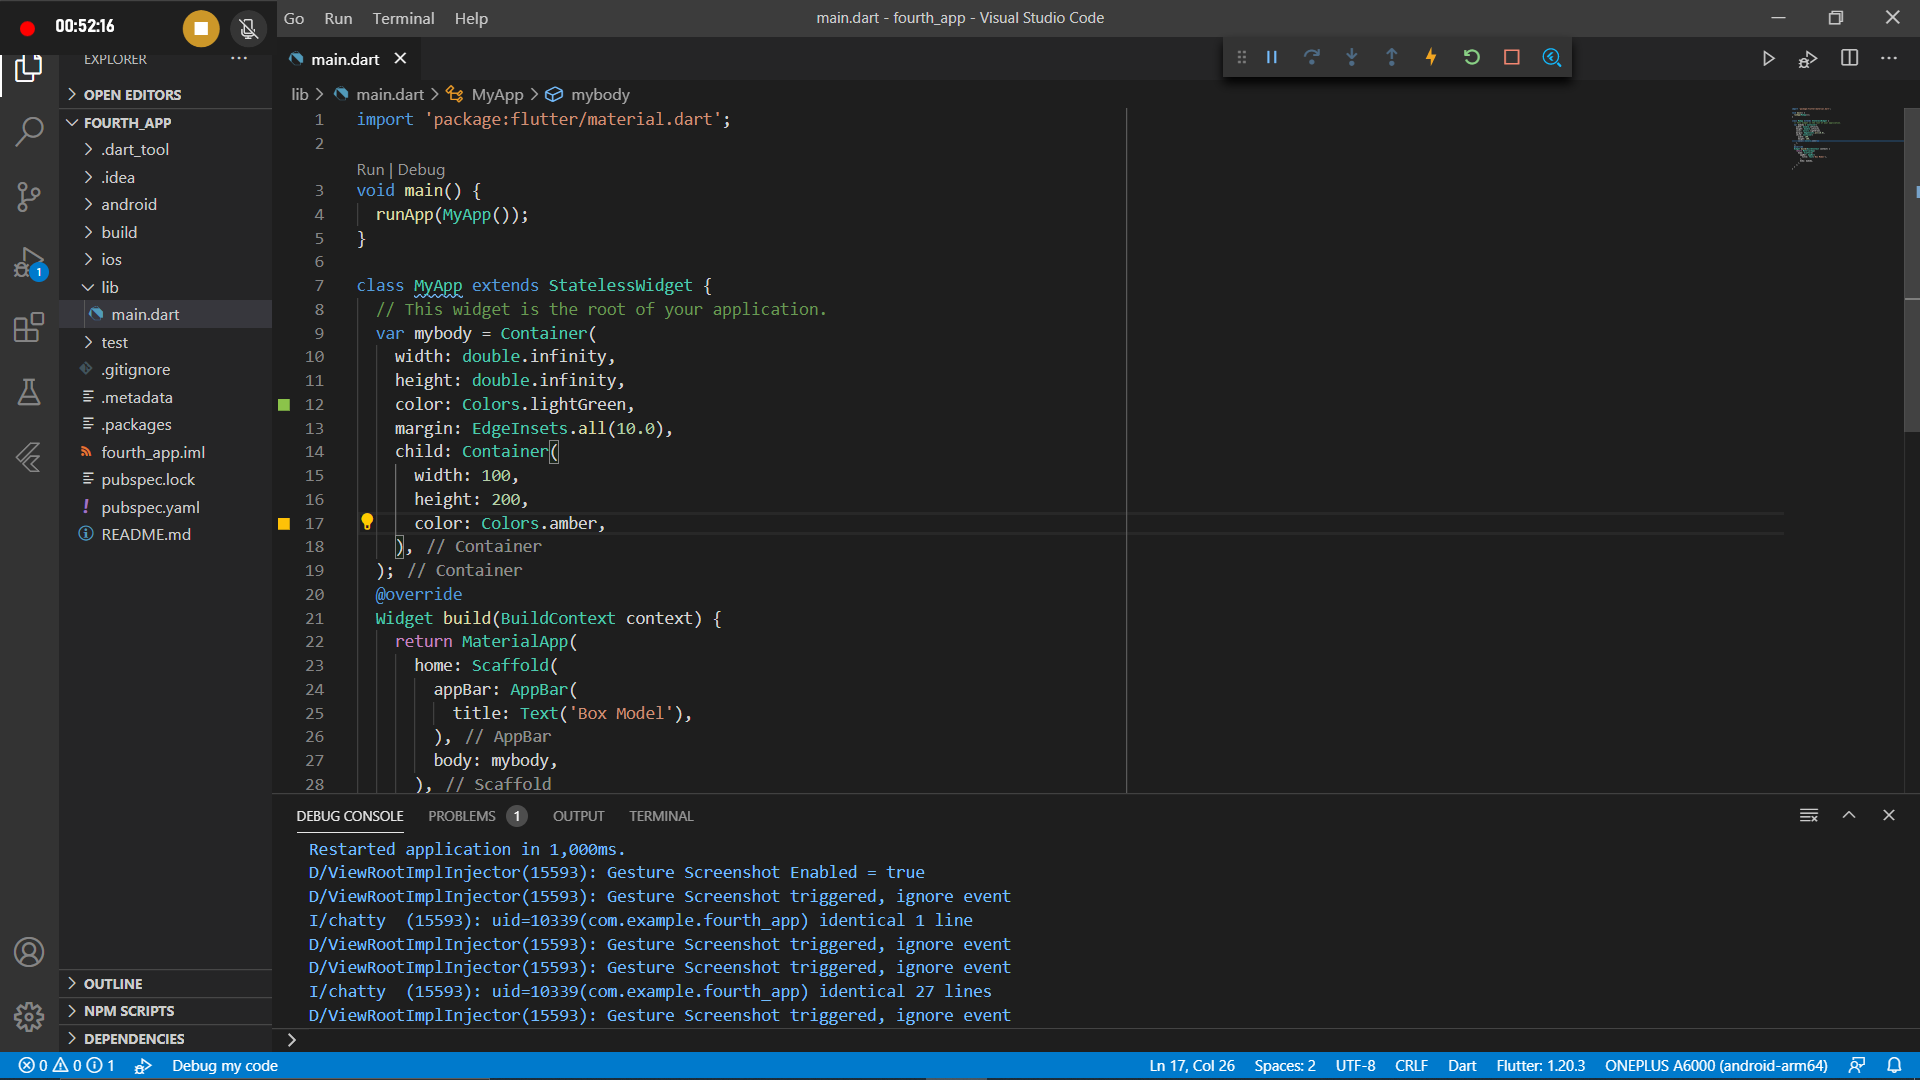 00:52:16
Go Run Terminal Help
main.dart - fourth_app - Visual Studio Code
EXPLORER
OPEN EDITORS
FOURTH_APP
.dart_tool
.idea
android
build
ios
lib
main.dart
test
.gitignore
.metadata
.packages
fourth_app.iml
pubspec.lock
pubspec.yaml
README.md
OUTLINE
NPM SCRIPTS
DEPENDENCIES
1
main.dart
lib > main.dart > MyApp > mybody
1 import 'package:flutter/material.dart';
2
Run | Debug
3 void main() {
4 runApp(MyApp());
5 }
6
7 class MyApp extends StatelessWidget {
8 // This widget is the root of your application.
9 var mybody = Container(
10 width: double.infinity,
11 height: double.infinity,
12 color: Colors.lightGreen,
13 margin: EdgeInsets.all(10.0),
14 child: Container(
15 width: 100,
16 height: 200,
17 color: Colors.amber,
18 ), // Container
19 ); // Container
20 @override
21 Widget build(BuildContext context) {
22 return MaterialApp(
23 home: Scaffold(
24 appBar: AppBar(
25 title: Text('Box Model'),
26 ), // AppBar
27 body: mybody,
28 ), // Scaffold
DEBUG CONSOLE PROBLEMS 1 OUTPUT TERMINAL
Restarted application in 1,000ms.
D/ViewRootImplInjector(15593): Gesture Screenshot Enabled = true
D/ViewRootImplInjector(15593): Gesture Screenshot triggered, ignore event
I/chatty  (15593): uid=10339(com.example.fourth_app) identical 1 line
D/ViewRootImplInjector(15593): Gesture Screenshot triggered, ignore event
D/ViewRootImplInjector(15593): Gesture Screenshot triggered, ignore event
I/chatty  (15593): uid=10339(com.example.fourth_app) identical 27 lines
D/ViewRootImplInjector(15593): Gesture Screenshot triggered, ignore event
0 0 1 Debug my code Ln 17, Col 26 Spaces: 2 UTF-8 CRLF Dart Flutter: 1.20.3 ONEPLUS A6000 (android-arm64)